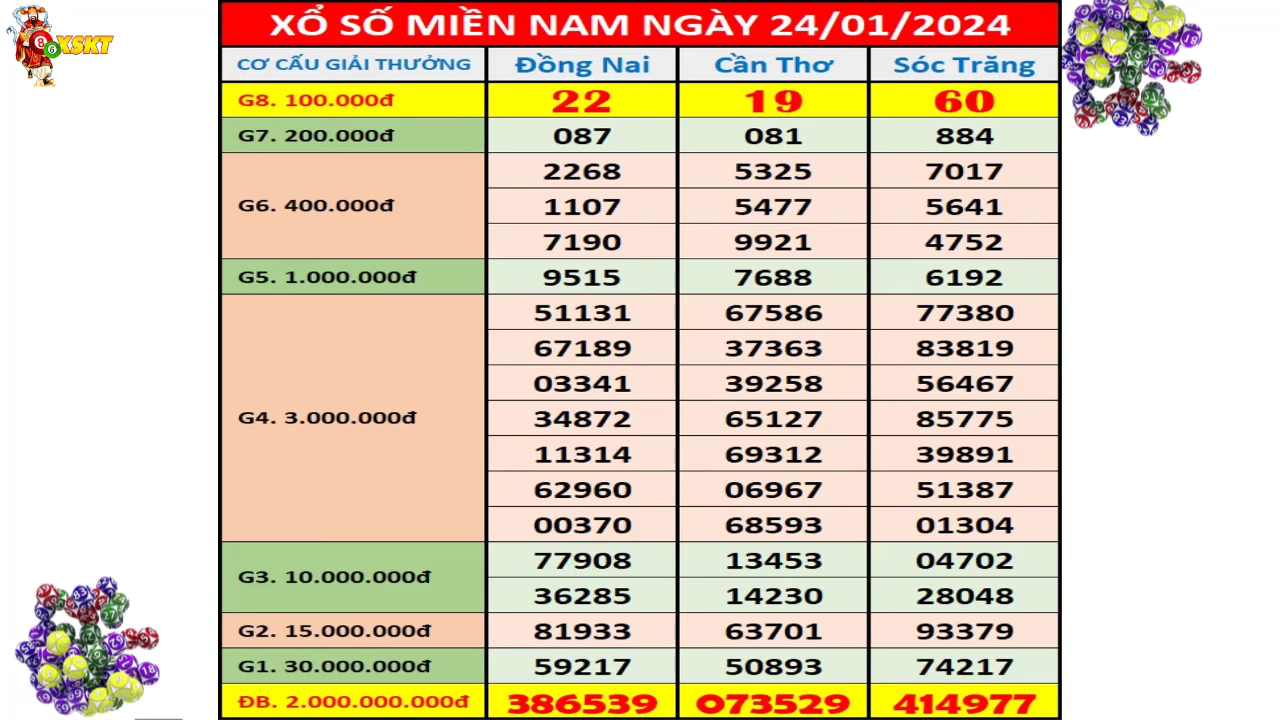 XSKT
86
XỔ SỐ MIỀN NAM NGÀY 24/01/2024
CƠ CẤU GIẢI THƯỞNG Đồng Nai Cần Thơ Sóc Trăng
G8. 100.000đ 22 19 60
G7. 200.000đ 087 081 884
2268 5325 7017
G6. 400.000đ 1107 5477 5641
7190 9921 4752
G5. 1.000.000đ 9515 7688 6192
51131 67586 77380
67189 37363 83819
03341 39258 56467
G4. 3.000.000đ 34872 65127 85775
11314 69312 39891
62960 06967 51387
00370 68593 01304
G3. 10.000.000đ 77908 13453 04702
36285 14230 28048
G2. 15.000.000đ 81933 63701 93379
G1. 30.000.000đ 59217 50893 74217
ĐB. 2.000.000.000đ 386539 073529 414977